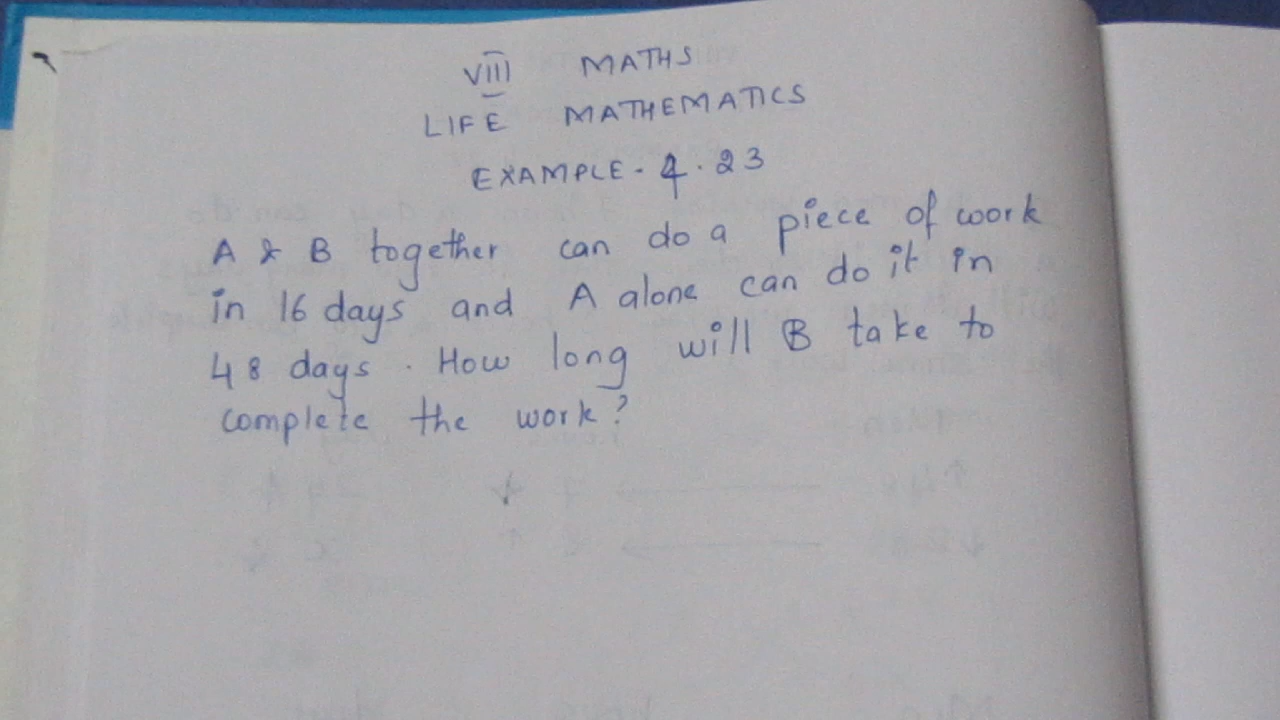 VIII MATHS
LIFE MATHEMATICS
EXAMPLE - 4.23
A & B together can do a piece of work
in 16 days and A alone can do it in
48 days. How long will B take to
complete the work?